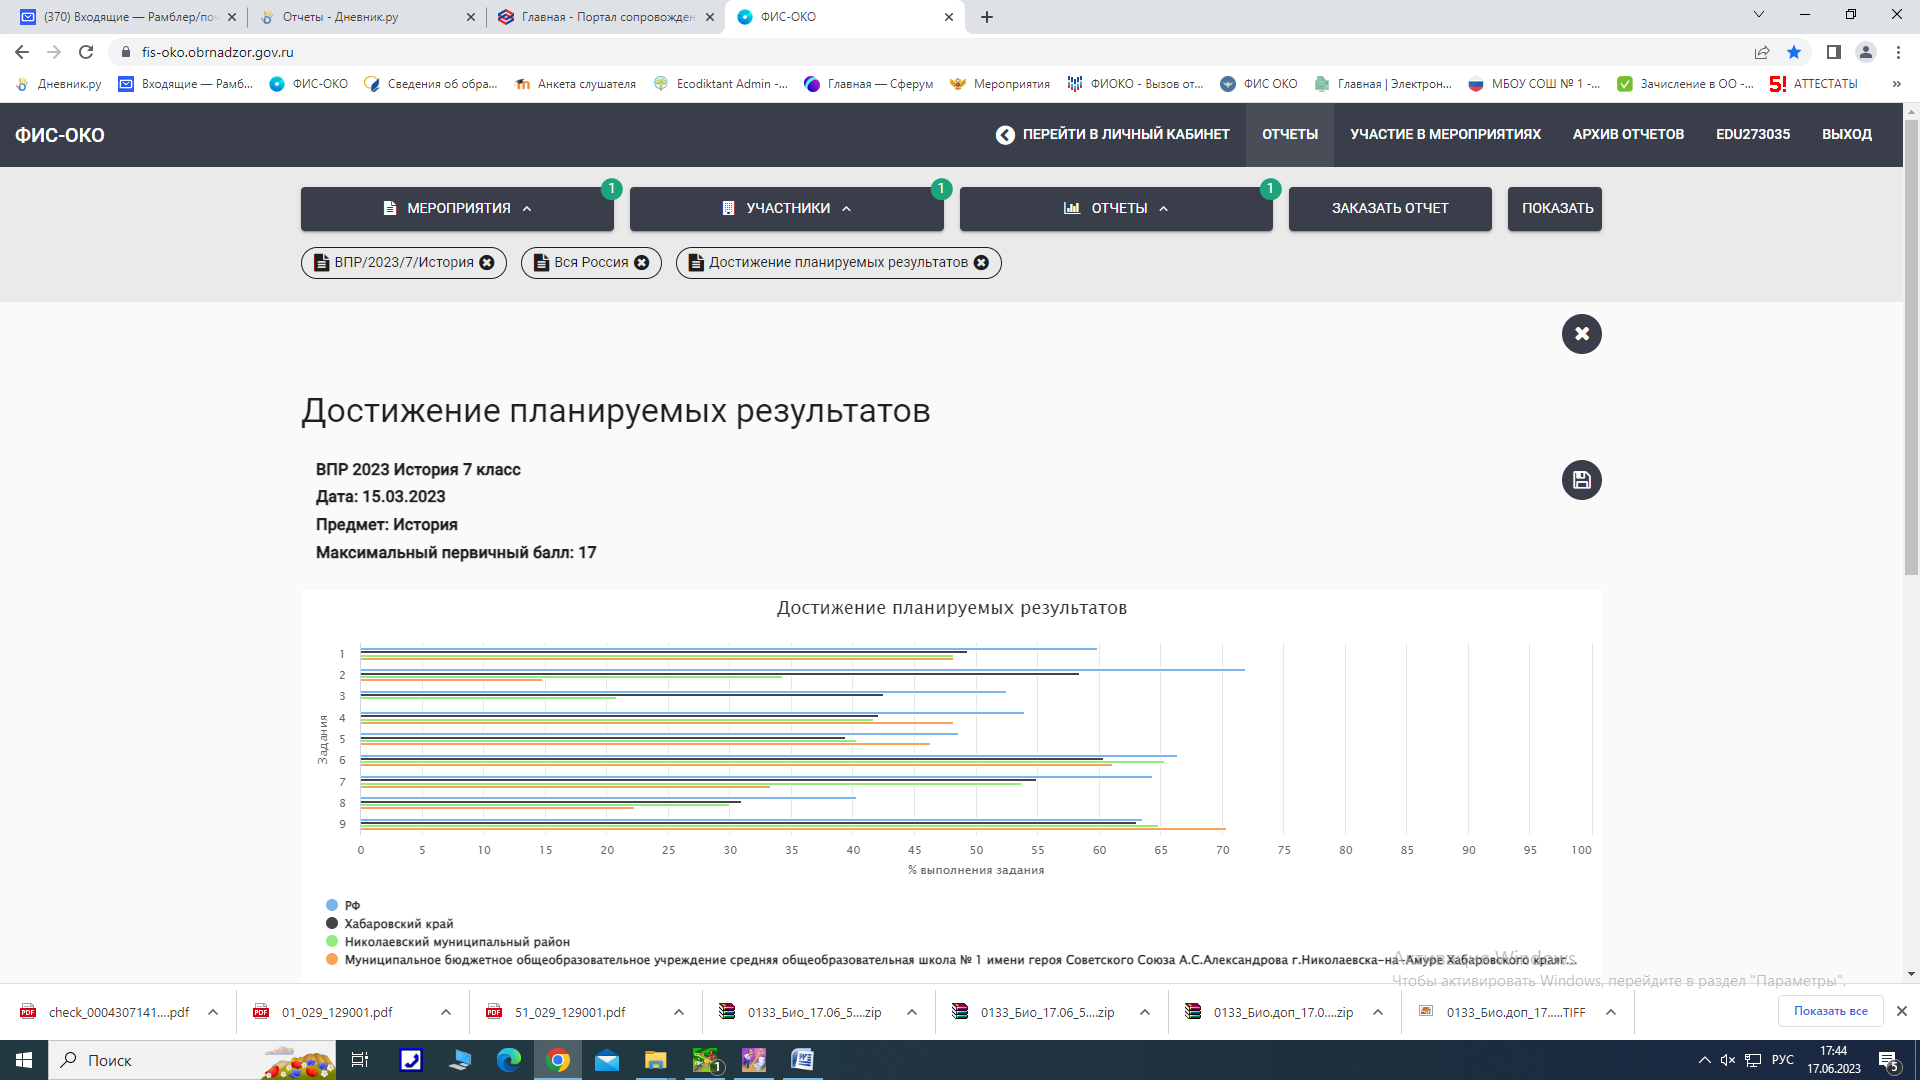 (370) Входящие — Рамблер/по
Отчеты - Дневник.ру
Главная - Портал сопровожден
ФИС-ОКО
fis-oko.obrnadzor.gov.ru
Дневник.ру
Входящие — Рамб...
ФИС-ОКО
Сведения об обра...
Анкета слушателя
Ecodiktant Admin -...
Главная — Сферум
Мероприятия
ФИОКО - Вызов от...
ФИС ОКО
Главная | Электрон...
МБОУ СОШ № 1 -...
Зачисление в ОО -...
5! АТТЕСТАТЫ
»
ФИС-ОКО
ПЕРЕЙТИ В ЛИЧНЫЙ КАБИНЕТ
ОТЧЕТЫ
УЧАСТИЕ В МЕРОПРИЯТИЯХ
АРХИВ ОТЧЕТОВ
EDU273035
ВЫХОД
МЕРОПРИЯТИЯ 1
УЧАСТНИКИ 1
ОТЧЕТЫ 1
ЗАКАЗАТЬ ОТЧЕТ
ПОКАЗАТЬ
ВПР/2023/7/История
Вся Россия
Достижение планируемых результатов
Достижение планируемых результатов
ВПР 2023 История 7 класс
Дата: 15.03.2023
Предмет: История
Максимальный первичный балл: 17
Достижение планируемых результатов
Задания
1
2
3
4
5
6
7
8
9
0 5 10 15 20 25 30 35 40 45 50 55 60 65 70 75 80 85 90 95 100
% выполнения задания
РФ
Хабаровский край
Николаевский муниципальный район
Муниципальное бюджетное общеобразовательное учреждение средняя общеобразовательная школа № 1 имени героя Советского Союза А.С.Александрова г.Николаевска-на-Амуре Хабаровского края...
Активация Windows
Чтобы активировать Windows, перейдите в раздел "Параметры".
check_0004307141....pdf
01_029_129001.pdf
51_029_129001.pdf
0133_Био_17.06_5....zip
0133_Био_17.06_5....zip
0133_Био.доп_17.0....zip
0133_Био.доп_17.....TIFF
Показать все
Поиск
1
W
РУС
17:44
17.06.2023
5